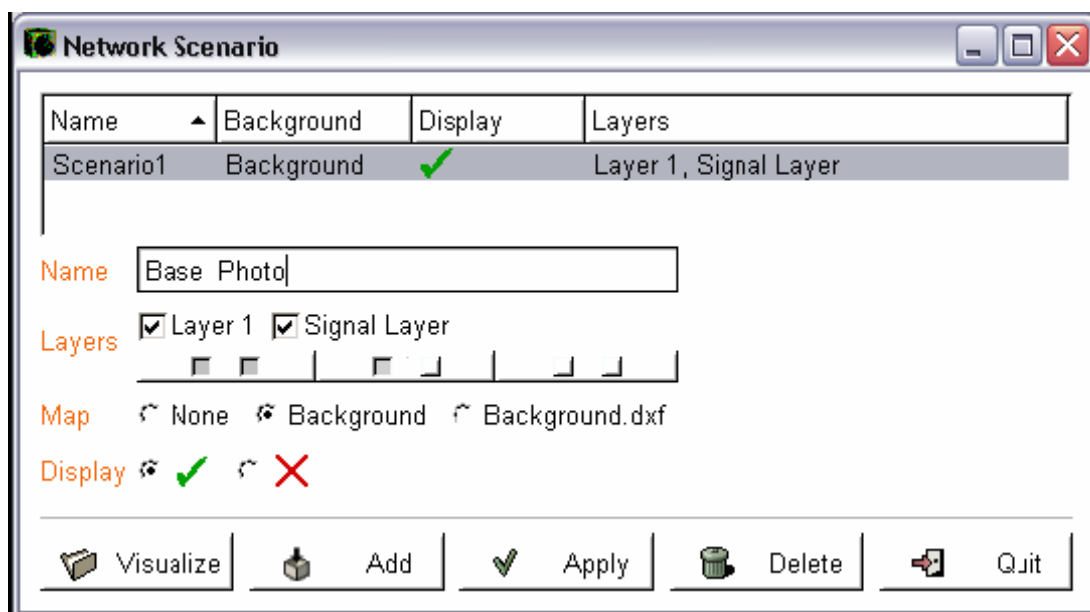 Network Scenario
Name Background Display Layers
Scenario1 Background Layer 1, Signal Layer
Name Base Photo
Layers Layer 1 Signal Layer
Map None Background Background.dxf
Display
Visualize Add Apply Delete Quit